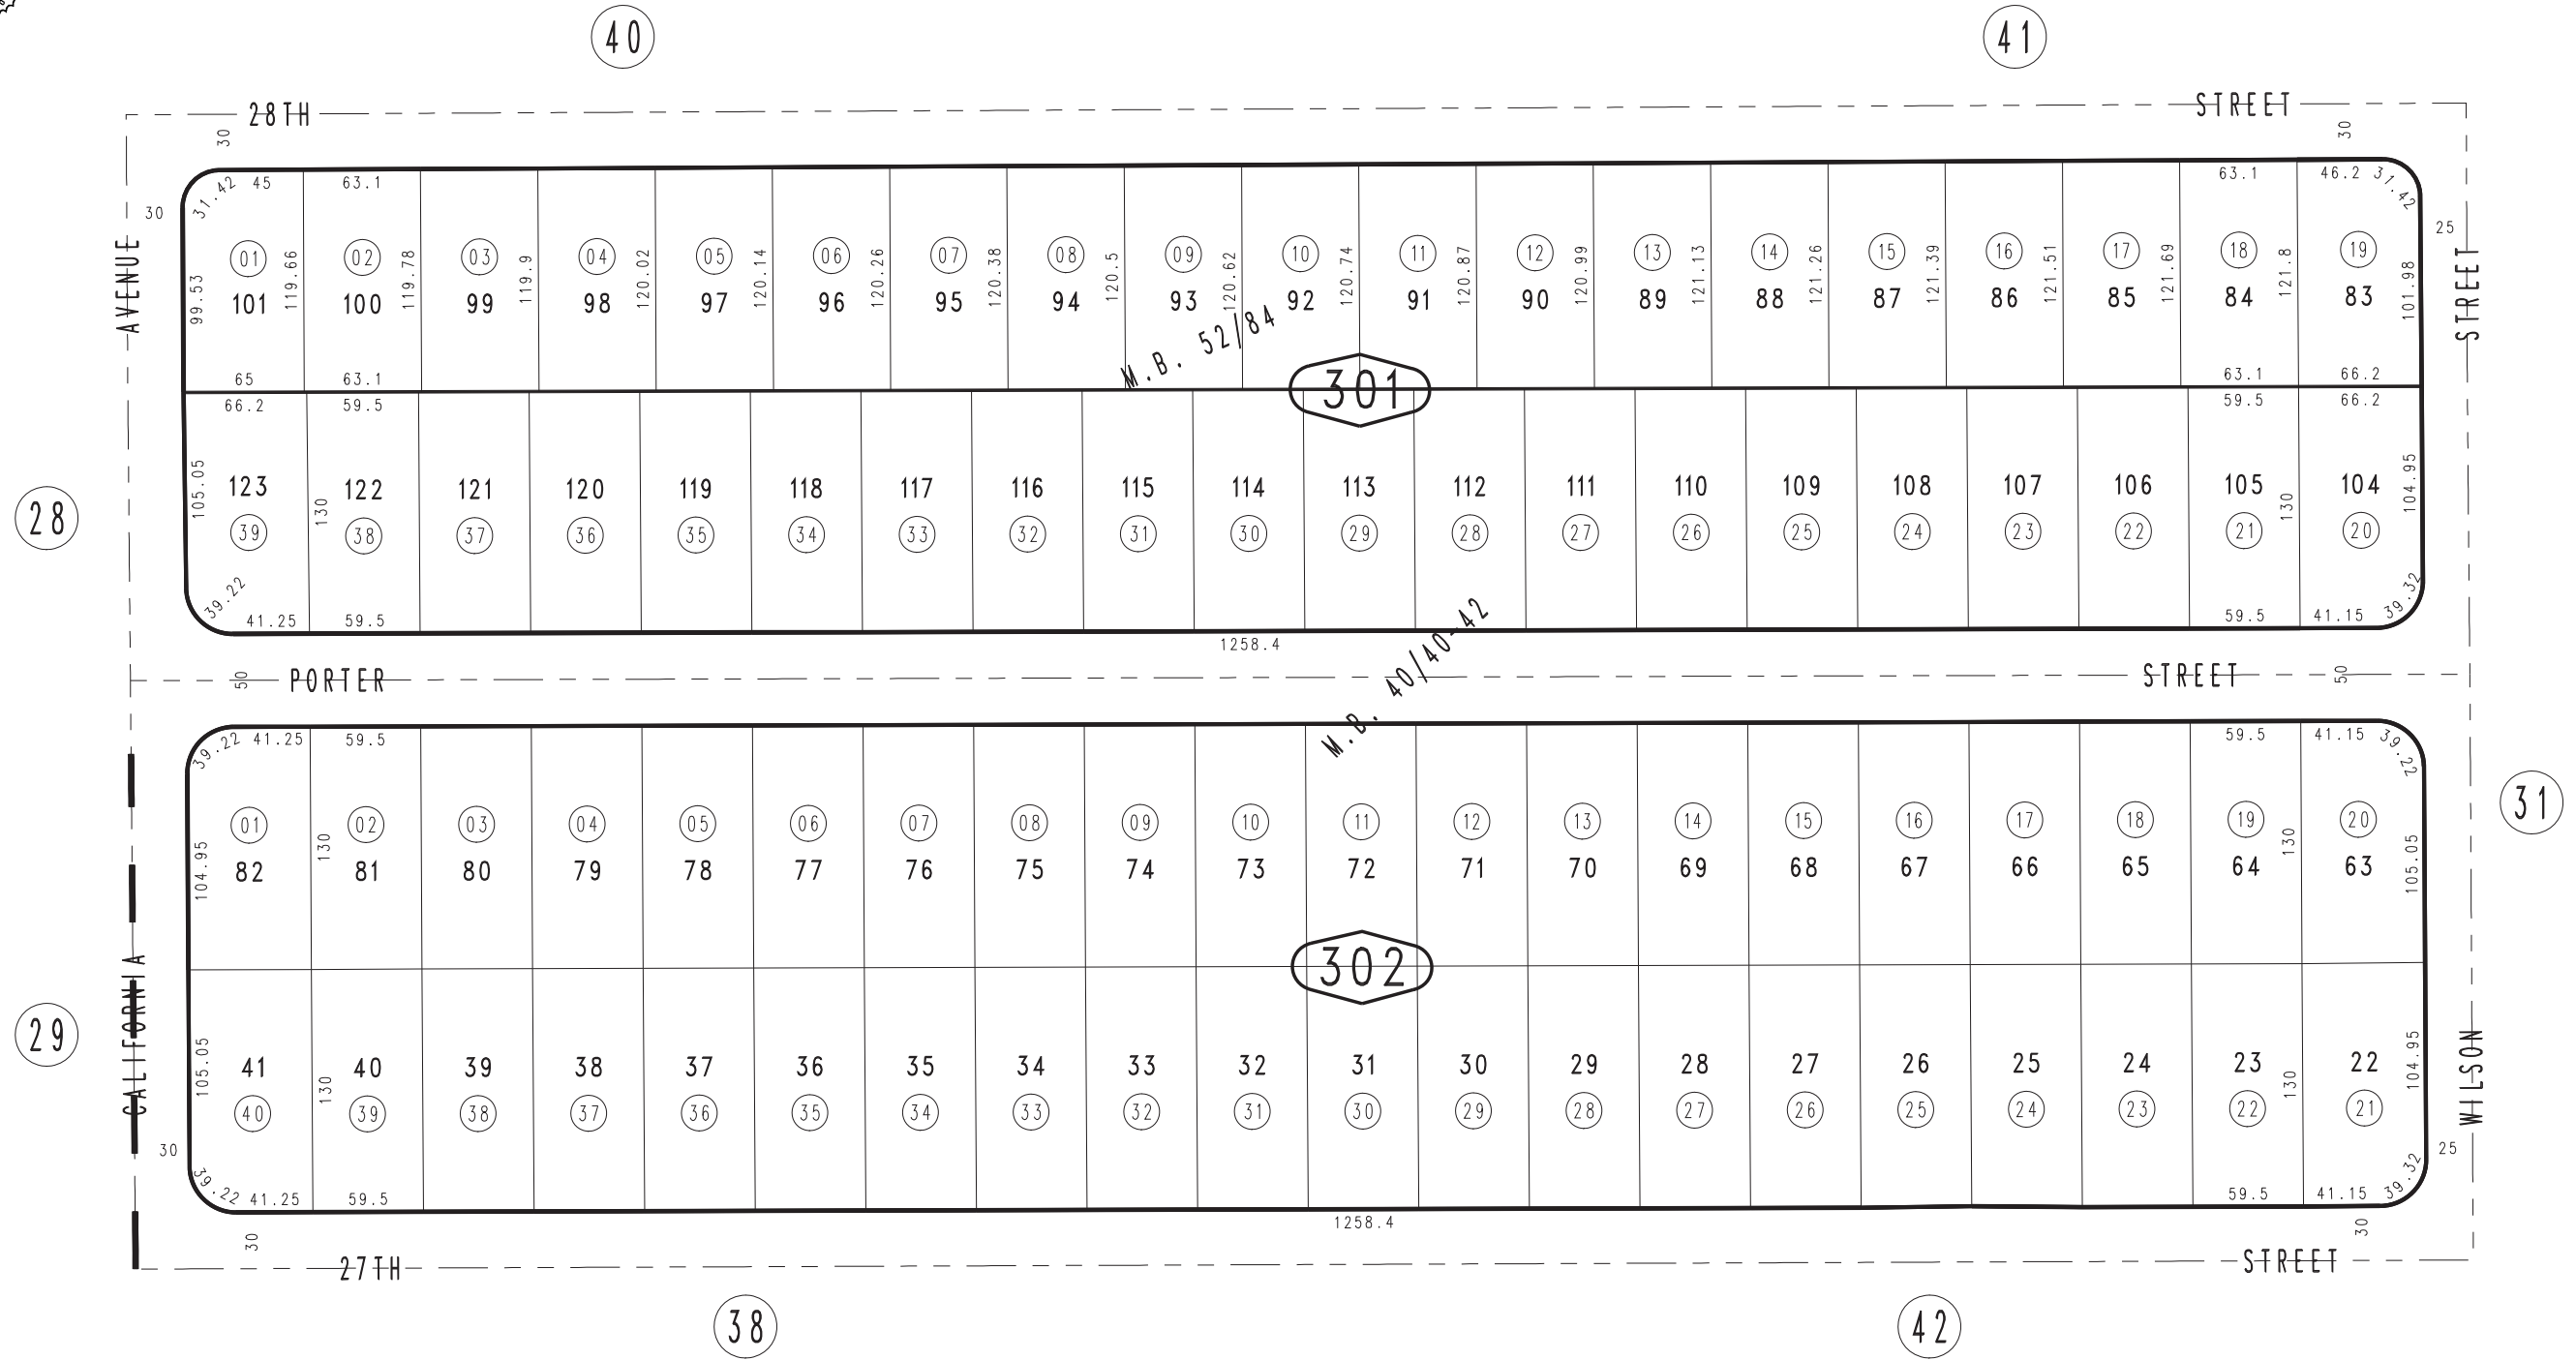 40 41
28TH STREET
30 30
31.42 45 63.1 63.1 46.2 31.42
30 25
AVENUE STREET
01 02 03 04 05 06 07 08 09 10 11 12 13 14 15 16 17 18 19
99.53 119.66 119.78 119.9 120.02 120.14 120.26 120.38 120.5 120.62 120.74 120.87 120.99 121.13 121.26 121.39 121.51 121.69 121.8 101.98
101 100 99 98 97 96 95 94 93 92 91 90 89 88 87 86 85 84 83
M.B. 52/84
65 63.1 63.1 66.2
301
66.2 59.5 59.5 66.2
123 122 121 120 119 118 117 116 115 114 113 112 111 110 109 108 107 106 105 104
105.05 130 130 104.95
28
39 38 37 36 35 34 33 32 31 30 29 28 27 26 25 24 23 22 21 20
39.22 39.32
41.25 59.5 59.5 41.15
1258.4
M.B. 40/40-42
50 PORTER STREET 50
39.22 41.25 59.5 59.5 41.15 39.22
31
01 02 03 04 05 06 07 08 09 10 11 12 13 14 15 16 17 18 19 20
104.95 130 130 105.05
82 81 80 79 78 77 76 75 74 73 72 71 70 69 68 67 66 65 64 63
302
29
CALIFORNIA WILSON
41 40 39 38 37 36 35 34 33 32 31 30 29 28 27 26 25 24 23 22
105.05 130 130 104.95
40 39 38 37 36 35 34 33 32 31 30 29 28 27 26 25 24 23 22 21
30 25
39.22 41.25 59.5 59.5 41.15 39.32
1258.4
30 30
27TH STREET
38 42